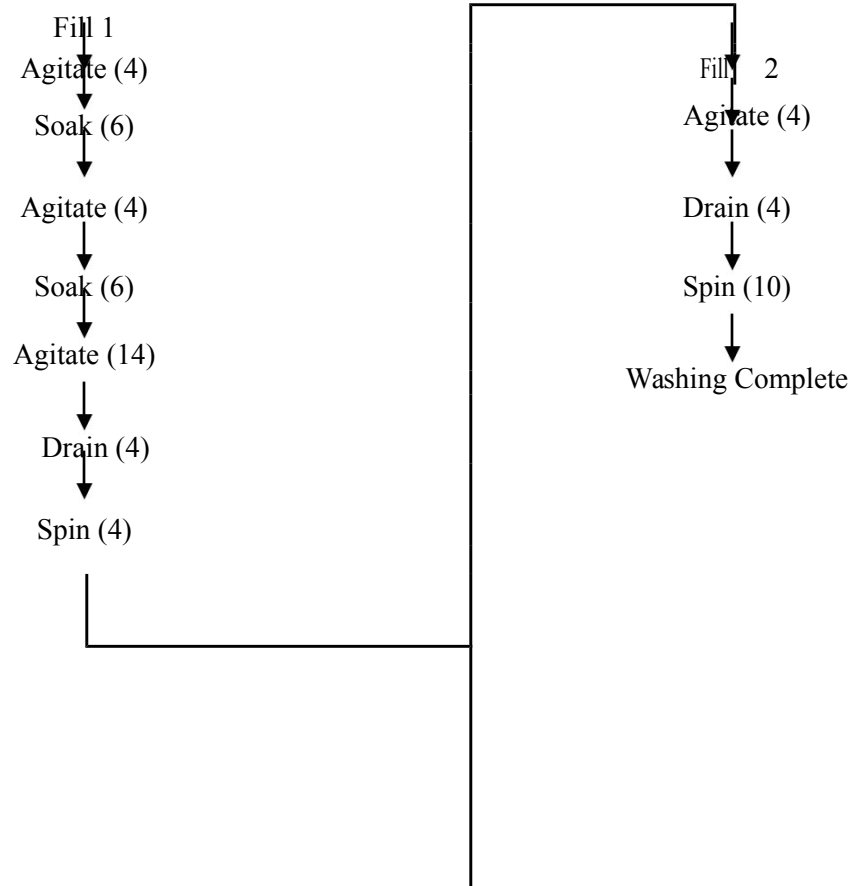 Fill 1
Agitate (4)
Soak (6)
Agitate (4)
Soak (6)
Agitate (14)
Drain (4)
Spin (4)
Fill 2
Agitate (4)
Drain (4)
Spin (10)
Washing Complete